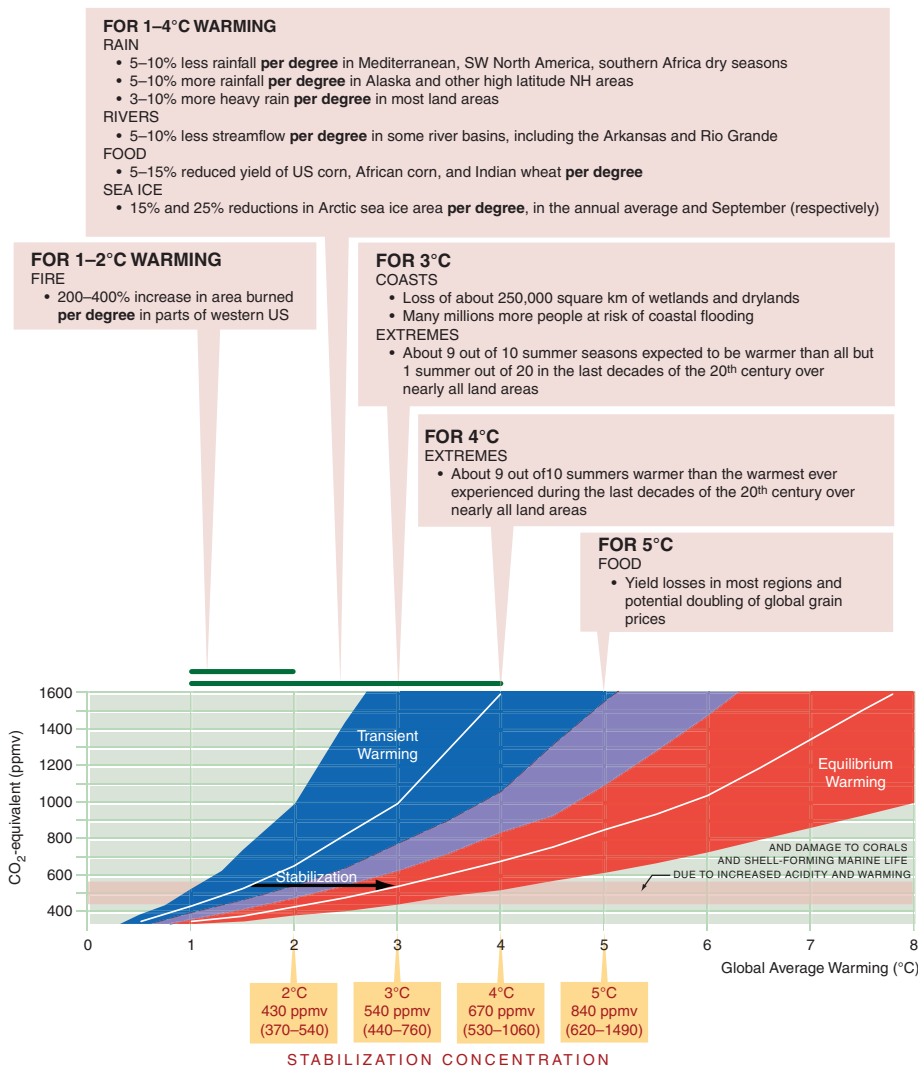 FOR 1–4°C WARMING
RAIN
• 5–10% less rainfall per degree in Mediterranean, SW North America, southern Africa dry seasons
• 5–10% more rainfall per degree in Alaska and other high latitude NH areas
• 3–10% more heavy rain per degree in most land areas
RIVERS
• 5–10% less streamflow per degree in some river basins, including the Arkansas and Rio Grande
FOOD
• 5–15% reduced yield of US corn, African corn, and Indian wheat per degree
SEA ICE
• 15% and 25% reductions in Arctic sea ice area per degree, in the annual average and September (respectively)
FOR 1–2°C WARMING
FIRE
• 200–400% increase in area burned
per degree in parts of western US
FOR 3°C
COASTS
• Loss of about 250,000 square km of wetlands and drylands
• Many millions more people at risk of coastal flooding
EXTREMES
• About 9 out of 10 summer seasons expected to be warmer than all but
1 summer out of 20 in the last decades of the 20th century over
nearly all land areas
FOR 4°C
EXTREMES
• About 9 out of10 summers warmer than the warmest ever
experienced during the last decades of the 20th century over
nearly all land areas
FOR 5°C
FOOD
• Yield losses in most regions and
potential doubling of global grain
prices
CO2-equivalent (ppmv)
1600
1400
1200
1000
800
600
400
Transient
Warming
Equilibrium
Warming
Stabilization
AND DAMAGE TO CORALS
AND SHELL-FORMING MARINE LIFE
DUE TO INCREASED ACIDITY AND WARMING
0 1 2 3 4 5 6 7 8
Global Average Warming (°C)
2°C
430 ppmv
(370–540)
3°C
540 ppmv
(440–760)
4°C
670 ppmv
(530–1060)
5°C
840 ppmv
(620–1490)
STABILIZATION CONCENTRATION